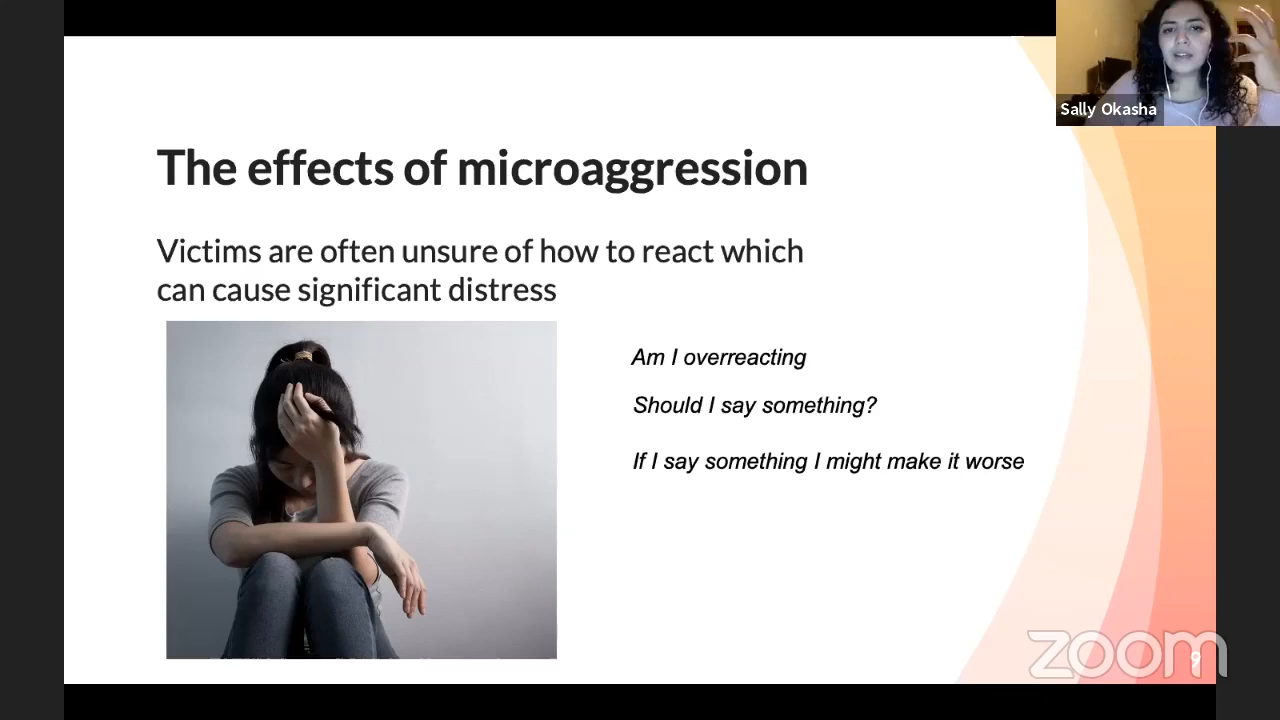 Sally Okasha
The effects of microaggression
Victims are often unsure of how to react which
can cause significant distress
Am I overreacting
Should I say something?
If I say something I might make it worse
zoom
9